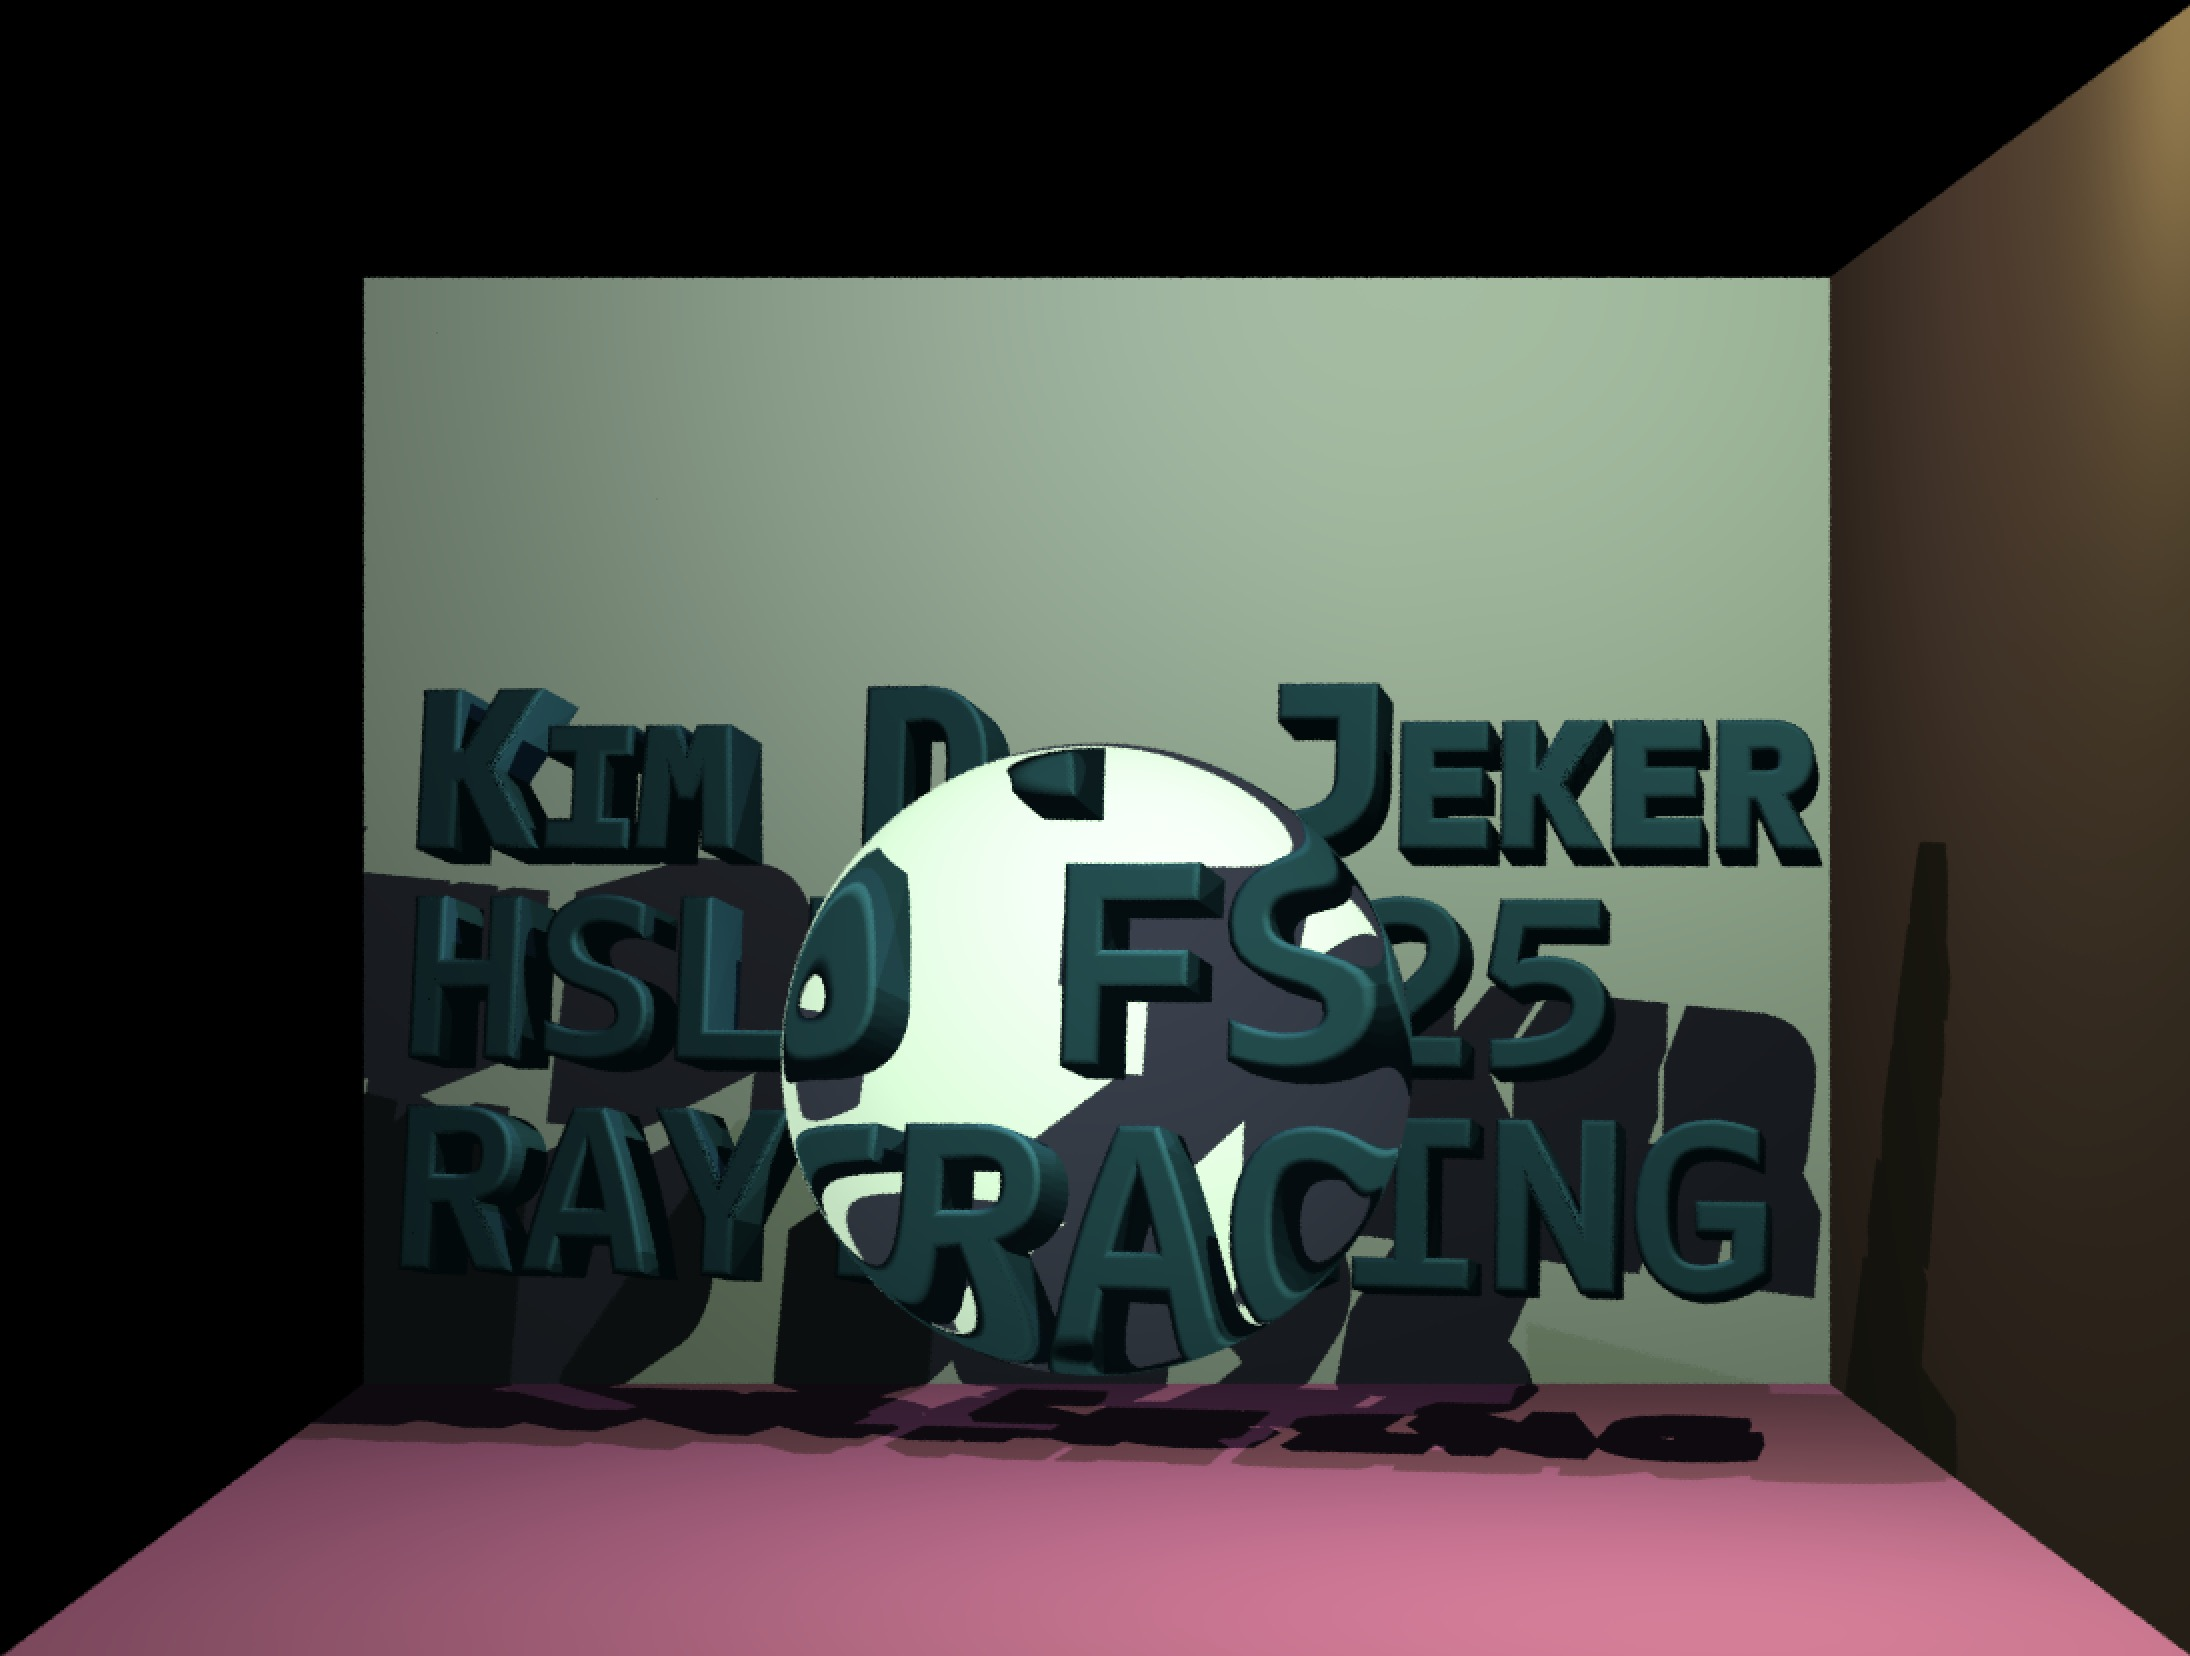 KIM D. JEKER
HSLU FS25
RAYTRACING